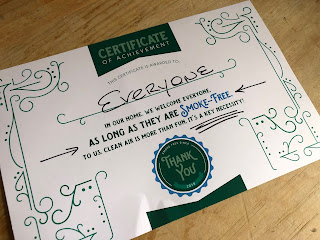 CERTIFICATE
OF ACHIEVEMENT
THIS CERTIFICATE IS AWARDED TO:
EVERYONE
IN OUR HOME, WE WELCOME EVERYONE,
AS LONG AS THEY ARE SMOKE-FREE.
TO US, CLEAN AIR IS MORE THAN FUN, IT'S A KEY NECESSITY!
THANK
YOU